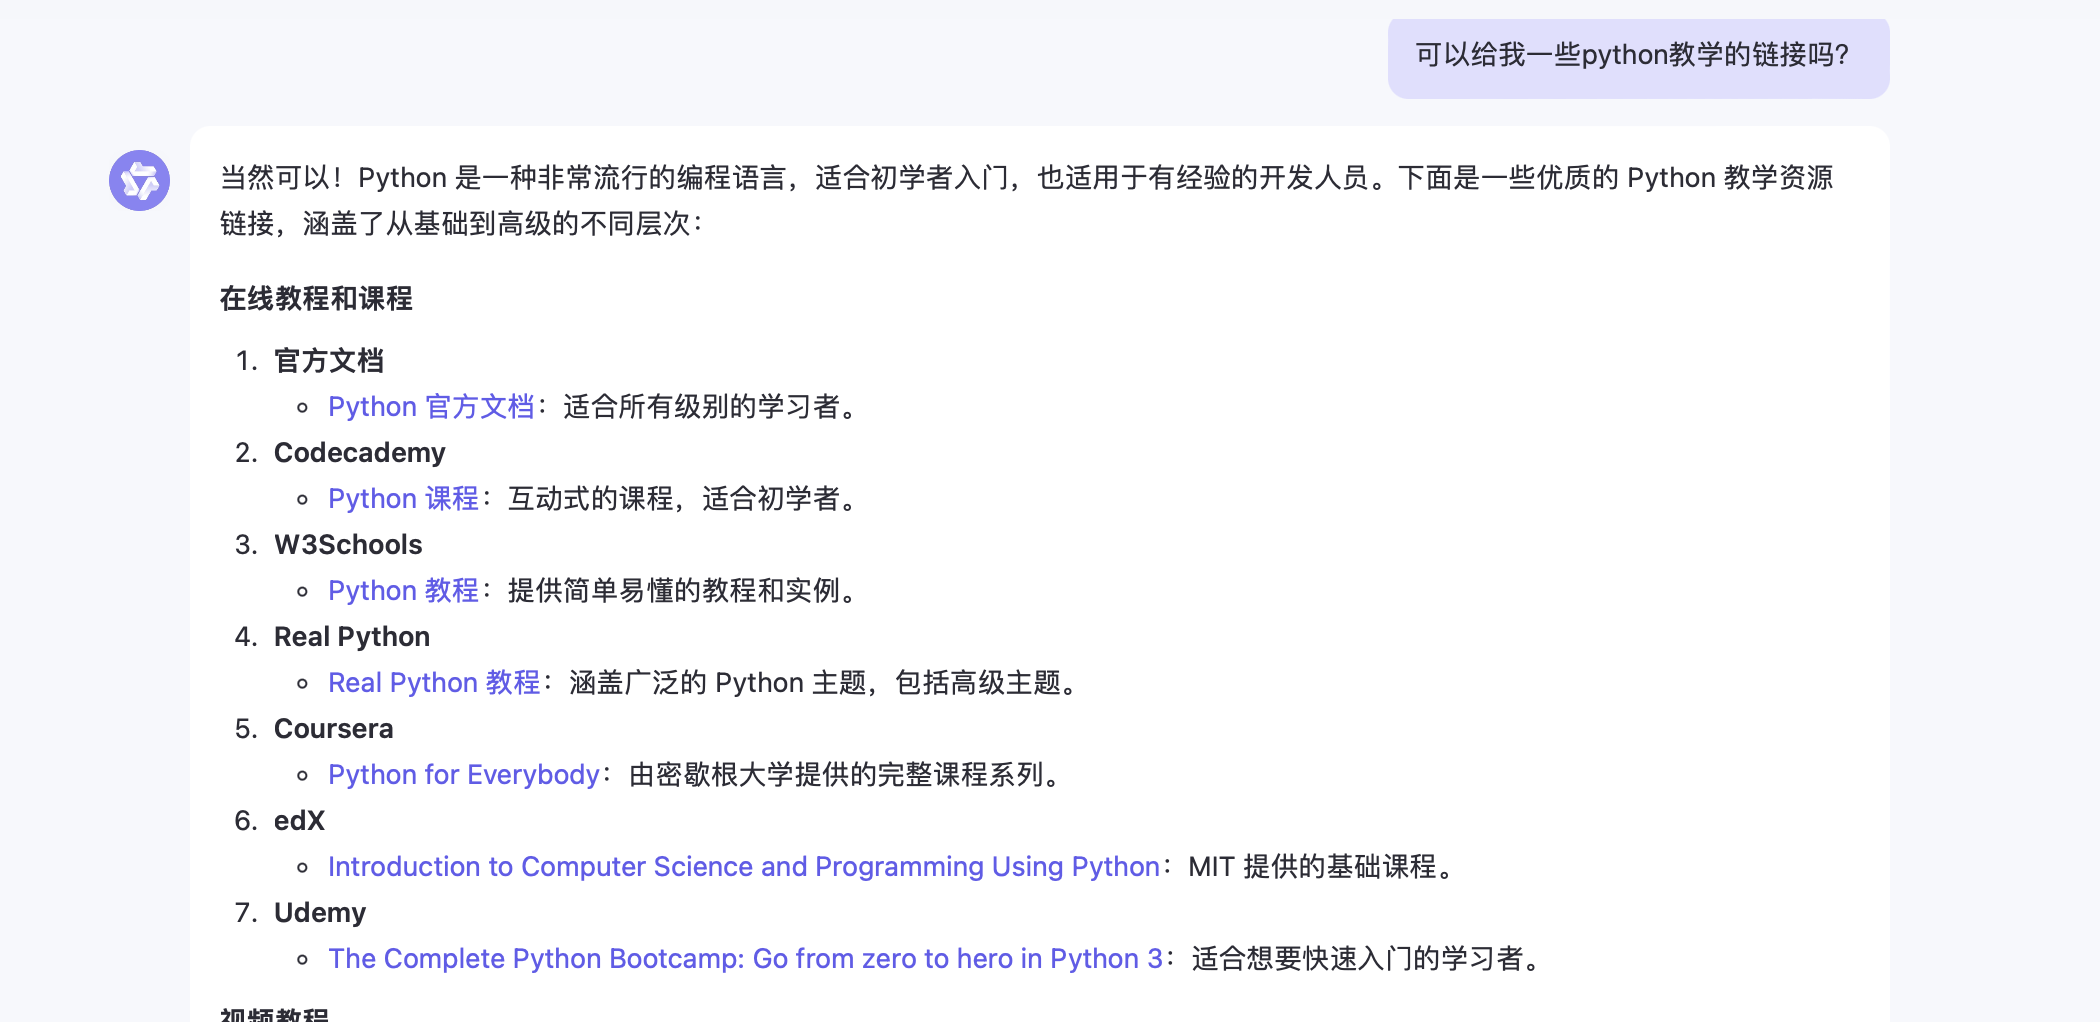 可以给我一些python教学的链接吗?
当然可以！Python 是一种非常流行的编程语言，适合初学者入门，也适用于有经验的开发人员。下面是一些优质的 Python 教学资源
链接，涵盖了从基础到高级的不同层次：
在线教程和课程
1. 官方文档
◦ Python 官方文档：适合所有级别的学习者。
2. Codecademy
◦ Python 课程：互动式的课程，适合初学者。
3. W3Schools
◦ Python 教程：提供简单易懂的教程和实例。
4. Real Python
◦ Real Python 教程：涵盖广泛的 Python 主题，包括高级主题。
5. Coursera
◦ Python for Everybody：由密歇根大学提供的完整课程系列。
6. edX
◦ Introduction to Computer Science and Programming Using Python：MIT 提供的基础课程。
7. Udemy
◦ The Complete Python Bootcamp: Go from zero to hero in Python 3：适合想要快速入门的学习者。
视频教程